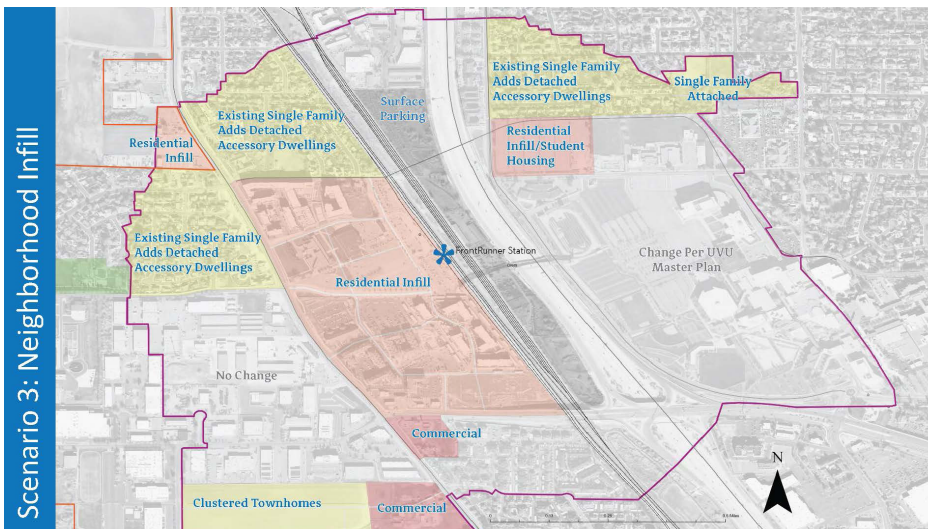 Scenario 3: Neighborhood Infill
Existing Single Family
Adds Detached
Accessory Dwellings
Single Family
Attached
Surface
Parking
Existing Single Family
Adds Detached
Accessory Dwellings
Residential
Infill
Residential
Infill/Student
Housing
Existing Single Family
Adds Detached
Accessory Dwellings
FrontRunner Station
Change Per UVU
Master Plan
Residential Infill
No Change
Commercial
N
Clustered Townhomes
Commercial